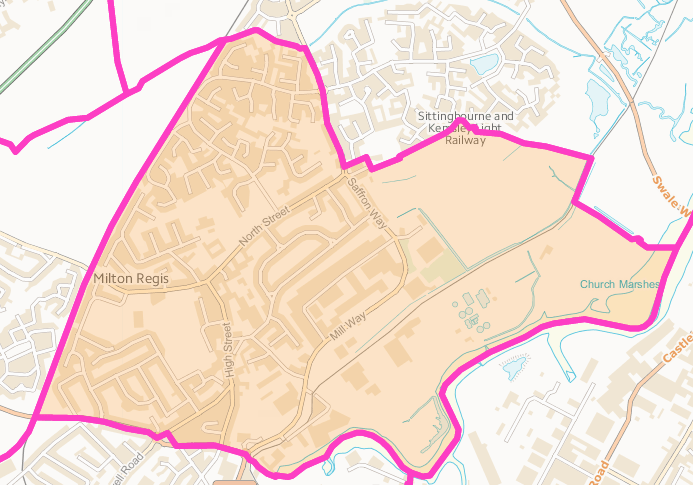 Sittingbourne and
Kemsley Light
Railway
Saffron Way
Swale W
North Street
Milton Regis
Church Marshes
Mill Way
High Street
Castle
Road
ell Road